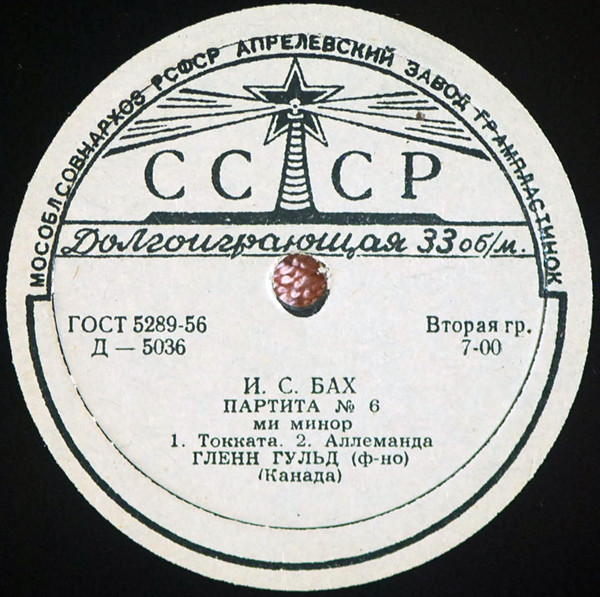 МОСОБЛСОВНАРХОЗ РСФСР АПРЕЛЕВСКИЙ ЗАВОД ГРАМПЛАСТИНОК
СССР
Долгоиграющая 33 об/м.
ГОСТ 5289-56
Д — 5036
Вторая гр.
7-00
И. С. БАХ
ПАРТИТА № 6
ми минор
1. Токката. 2. Аллеманда
ГЛЕНН ГУЛЬД (ф-но)
(Канада)